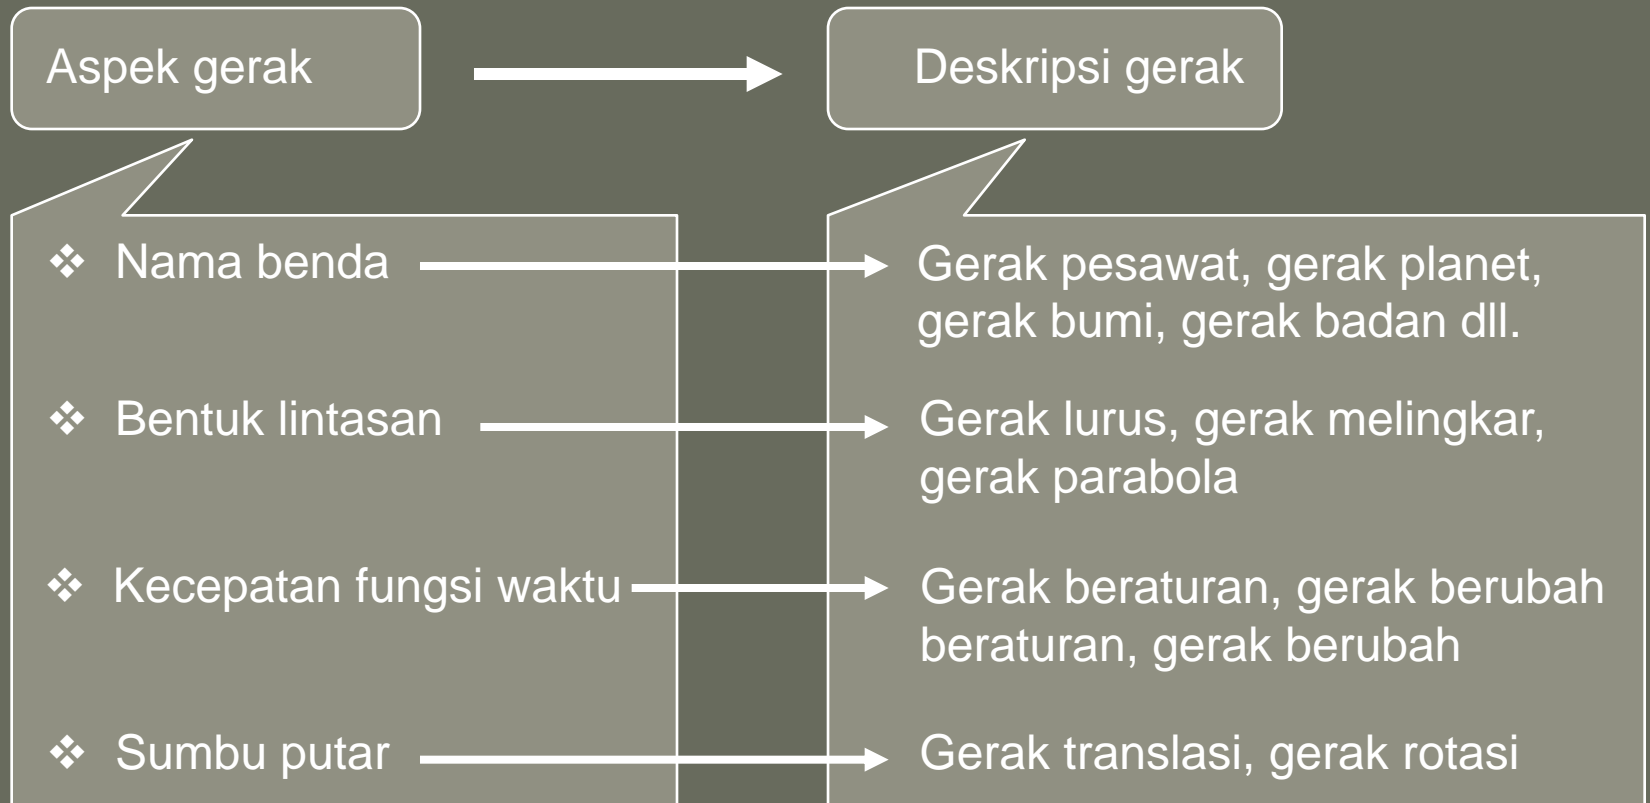 Aspek gerak
Deskripsi gerak
❖ Nama benda
Gerak pesawat, gerak planet,
gerak bumi, gerak badan dll.
❖ Bentuk lintasan
Gerak lurus, gerak melingkar,
gerak parabola
❖ Kecepatan fungsi waktu
Gerak beraturan, gerak berubah
beraturan, gerak berubah
❖ Sumbu putar
Gerak translasi, gerak rotasi